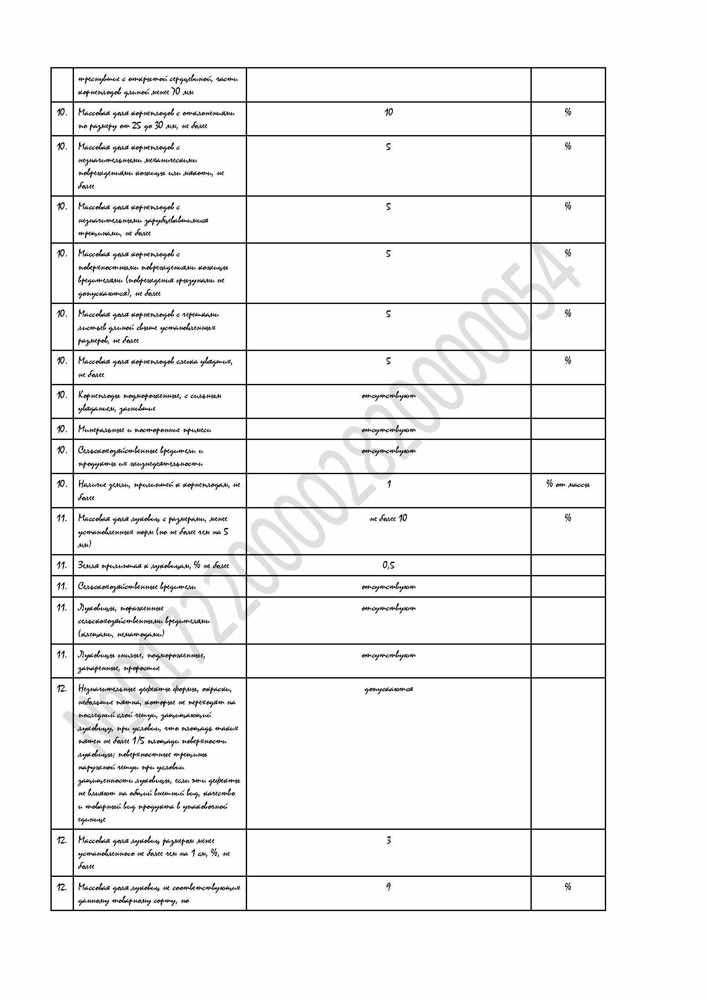 треснувшие с открытой сердцевиной, части
корнеплодов длиной менее 70 мм
10. Массовая доля корнеплодов с отклонениями 10 %
по размеру от 25 до 30 мм, не более
10. Массовая доля корнеплодов с 5 %
незначительными механическими
повреждениями кожицы или мякоти, не
более
10. Массовая доля корнеплодов с 5 %
незначительными зарубцевавшимися
трещинами, не более
10. Массовая доля корнеплодов с 5 %
поверхностными повреждениями кожицы
вредителями (повреждения грызунами не
допускаются), не более
10. Массовая доля корнеплодов с черешками 5 %
листьев длиной свыше установленных
размеров, не более
10. Массовая доля корнеплодов слегка увядших, 5 %
не более
10. Корнеплоды подмороженные, с сильным отсутствуют
увяданием, загнившие
10. Минеральные и посторонние примеси отсутствуют
10. Сельскохозяйственные вредители и отсутствуют
продукты их жизнедеятельности
10. Наличие земли, прилипшей к корнеплодам, не 1 % от массы
более
11. Массовая доля луковиц с размерами, менее не более 10 %
установленных норм (но не более чем на 5
мм)
11. Земля прилипшая к луковицам, % не более 0,5
11. Сельскохозяйственные вредители отсутствуют
11. Луковицы, пораженные отсутствуют
сельскохозяйственными вредителями
(клещами, нематодами)
11. Луковицы гнилые, подмороженные, отсутствуют
запаренные, проросшие
12. Незначительные дефекты формы, окраски, допускаются
небольшие пятна, которые не переходят на
последний слой чешуи, защищающий
луковицу, при условии, что площадь таких
пятен не более 1/5 площади поверхности
луковицы; поверхностные трещины
наружной чешуи при условии
защищенности луковицы, если эти дефекты
не влияют на общий внешний вид, качество
и товарный вид продукта в упаковочной
единице
12. Массовая доля луковиц размером менее 3
установленного не более чем на 1 см, %, не
более
12. Массовая доля луковиц не соответствующих 9 %
данному товарному сорту, но
№0172200002820000054